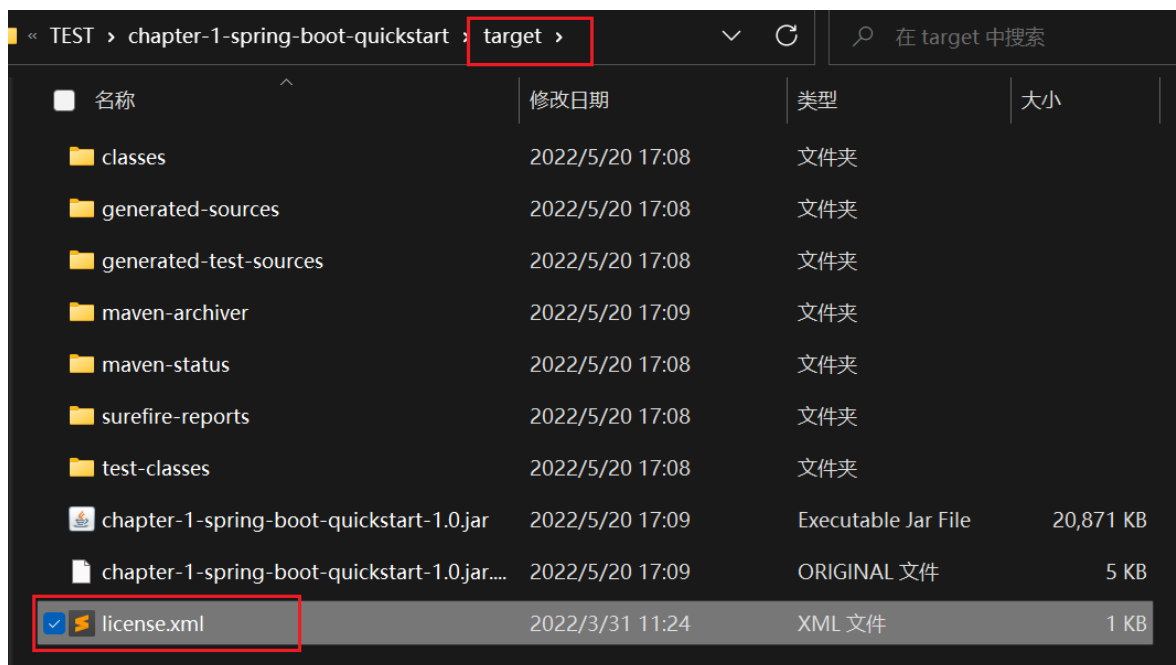 « TEST › chapter-1-spring-boot-quickstart › target › 在 target 中搜索
名称 修改日期 类型 大小
classes 2022/5/20 17:08 文件夹
generated-sources 2022/5/20 17:08 文件夹
generated-test-sources 2022/5/20 17:08 文件夹
maven-archiver 2022/5/20 17:09 文件夹
maven-status 2022/5/20 17:08 文件夹
surefire-reports 2022/5/20 17:08 文件夹
test-classes 2022/5/20 17:08 文件夹
chapter-1-spring-boot-quickstart-1.0.jar 2022/5/20 17:09 Executable Jar File 20,871 KB
chapter-1-spring-boot-quickstart-1.0.jar.... 2022/5/20 17:09 ORIGINAL 文件 5 KB
license.xml 2022/3/31 11:24 XML 文件 1 KB